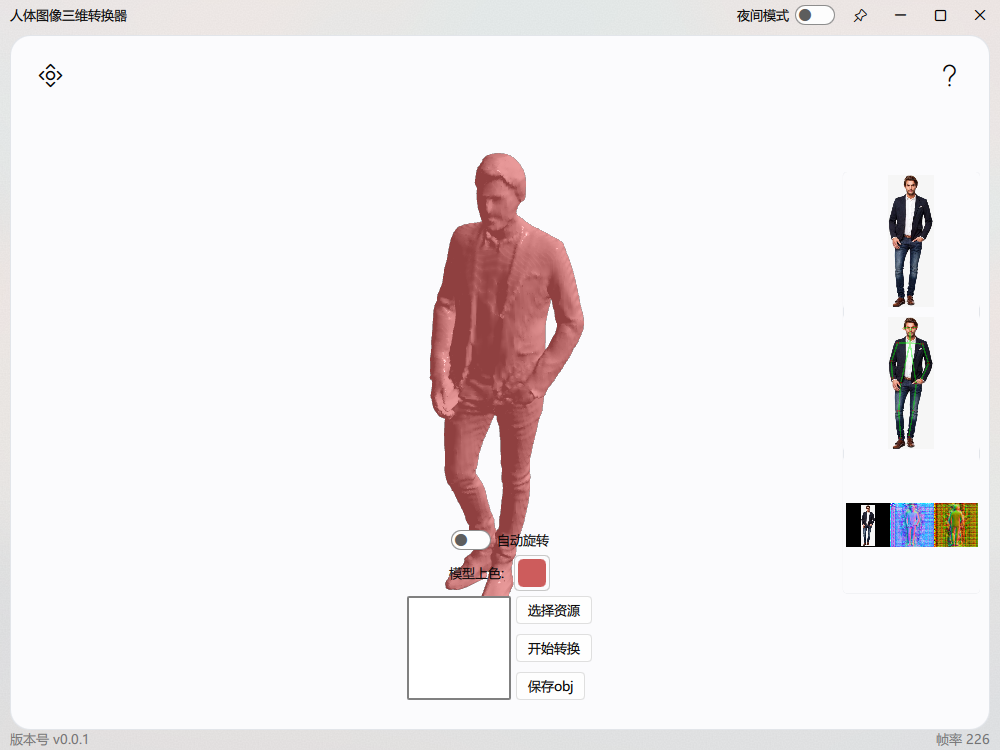 人体图像三维转换器
夜间模式
?
自动旋转
模型上色:
选择资源
开始转换
保存obj
版本号 v0.0.1
帧率 226